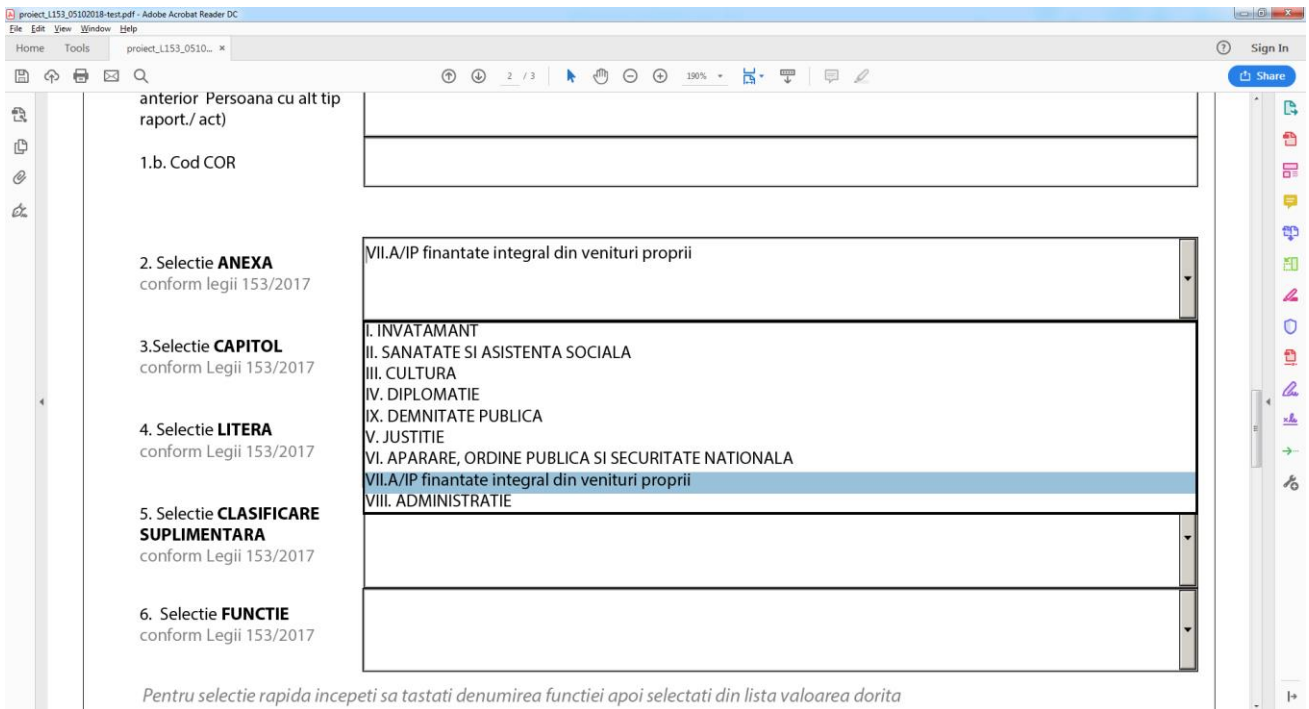 proiect_L153_05102018-test.pdf - Adobe Acrobat Reader DC
File Edit View Window Help
Home Tools proiect_L153_0510... × Sign In
2 / 3 190% Share
anterior Persoana cu alt tip
raport./ act)
1.b. Cod COR
2. Selectie ANEXA
conform legii 153/2017
VII.A/IP finantate integral din venituri proprii
3.Selectie CAPITOL
conform Legii 153/2017
4. Selectie LITERA
conform Legii 153/2017
I. INVATAMANT
II. SANATATE SI ASISTENTA SOCIALA
III. CULTURA
IV. DIPLOMATIE
IX. DEMNITATE PUBLICA
V. JUSTITIE
VI. APARARE, ORDINE PUBLICA SI SECURITATE NATIONALA
VII.A/IP finantate integral din venituri proprii
VIII. ADMINISTRATIE
5. Selectie CLASIFICARE
SUPLIMENTARA
conform Legii 153/2017
6. Selectie FUNCTIE
conform Legii 153/2017
Pentru selectie rapida incepeti sa tastati denumirea functiei apoi selectati din lista valoarea dorita